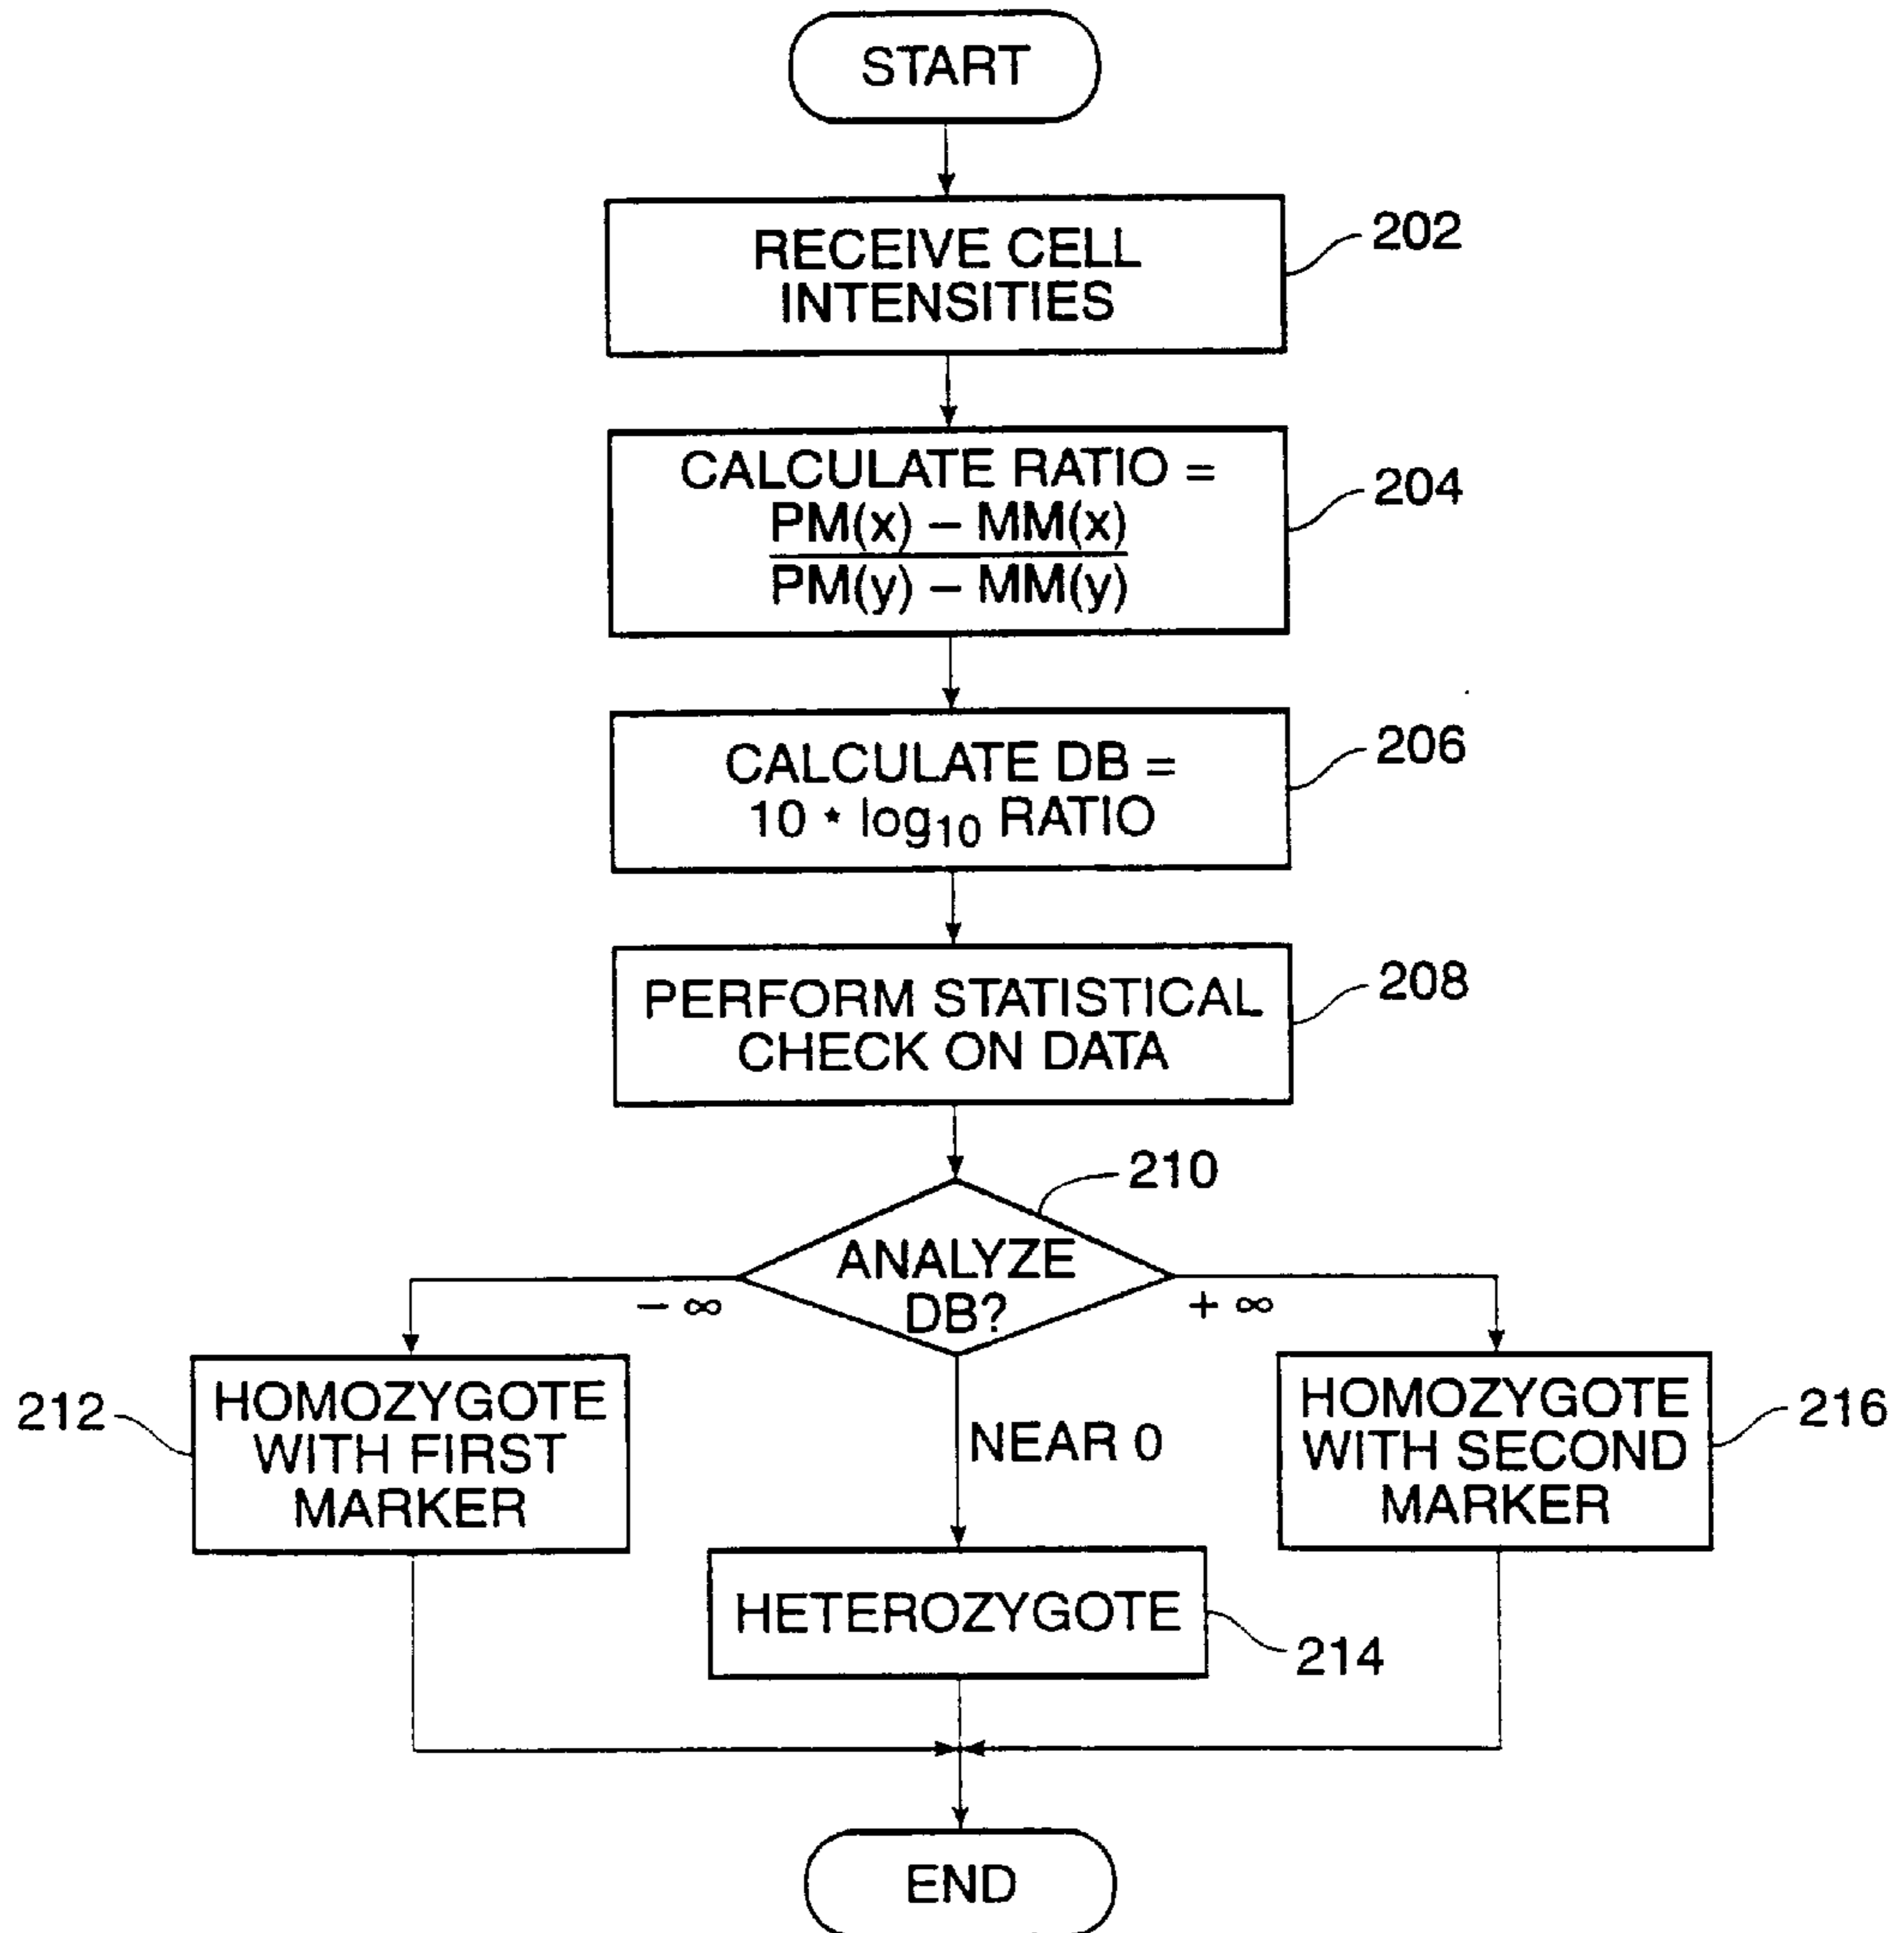 START
RECEIVE CELL
INTENSITIES
202
CALCULATE RATIO =
PM(x) – MM(x)
PM(y) – MM(y)
204
CALCULATE DB =
10 * log10 RATIO
206
PERFORM STATISTICAL
CHECK ON DATA
208
210
ANALYZE
DB?
– ∞
+ ∞
NEAR 0
212
HOMOZYGOTE
WITH FIRST
MARKER
HOMOZYGOTE
WITH SECOND
MARKER
216
HETEROZYGOTE
214
END